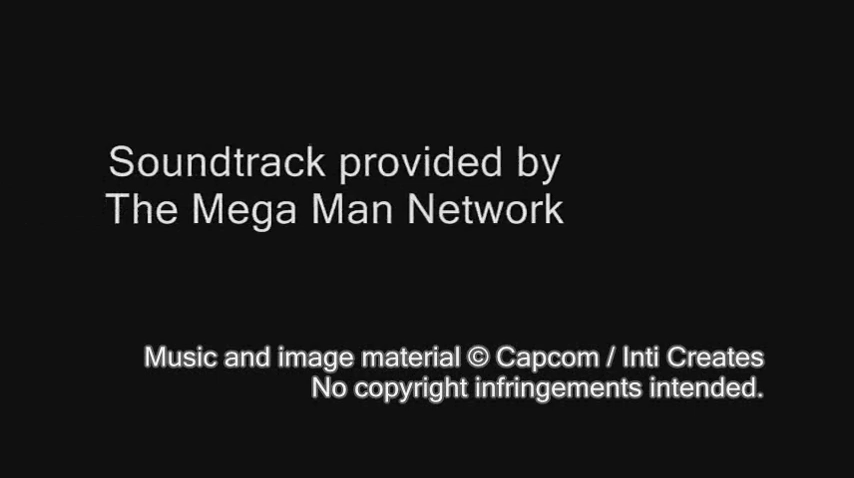 Soundtrack provided by
The Mega Man Network
Music and image material © Capcom / Inti Creates
No copyright infringements intended.